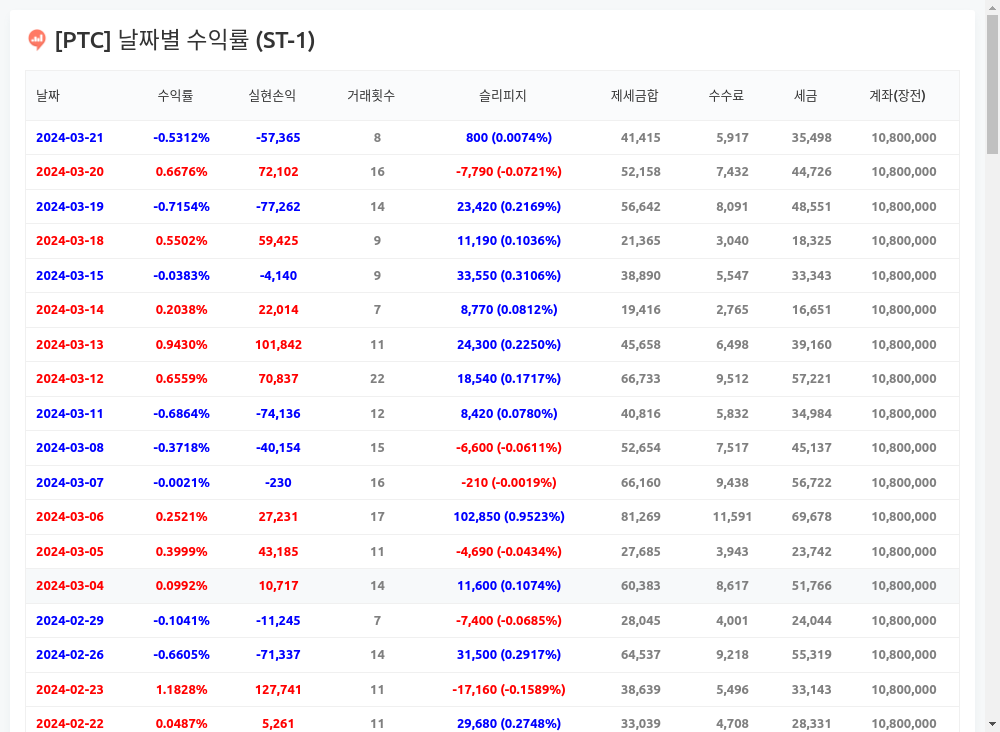 [PTC] 날짜별 수익률 (ST-1)
날짜 수익률 실현손익 거래횟수 슬리피지 제세금합 수수료 세금 계좌(장전)
2024-03-21 -0.5312% -57,365 8 800 (0.0074%) 41,415 5,917 35,498 10,800,000
2024-03-20 0.6676% 72,102 16 -7,790 (-0.0721%) 52,158 7,432 44,726 10,800,000
2024-03-19 -0.7154% -77,262 14 23,420 (0.2169%) 56,642 8,091 48,551 10,800,000
2024-03-18 0.5502% 59,425 9 11,190 (0.1036%) 21,365 3,040 18,325 10,800,000
2024-03-15 -0.0383% -4,140 9 33,550 (0.3106%) 38,890 5,547 33,343 10,800,000
2024-03-14 0.2038% 22,014 7 8,770 (0.0812%) 19,416 2,765 16,651 10,800,000
2024-03-13 0.9430% 101,842 11 24,300 (0.2250%) 45,658 6,498 39,160 10,800,000
2024-03-12 0.6559% 70,837 22 18,540 (0.1717%) 66,733 9,512 57,221 10,800,000
2024-03-11 -0.6864% -74,136 12 8,420 (0.0780%) 40,816 5,832 34,984 10,800,000
2024-03-08 -0.3718% -40,154 15 -6,600 (-0.0611%) 52,654 7,517 45,137 10,800,000
2024-03-07 -0.0021% -230 16 -210 (-0.0019%) 66,160 9,438 56,722 10,800,000
2024-03-06 0.2521% 27,231 17 102,850 (0.9523%) 81,269 11,591 69,678 10,800,000
2024-03-05 0.3999% 43,185 11 -4,690 (-0.0434%) 27,685 3,943 23,742 10,800,000
2024-03-04 0.0992% 10,717 14 11,600 (0.1074%) 60,383 8,617 51,766 10,800,000
2024-02-29 -0.1041% -11,245 7 -7,400 (-0.0685%) 28,045 4,001 24,044 10,800,000
2024-02-26 -0.6605% -71,337 14 31,500 (0.2917%) 64,537 9,218 55,319 10,800,000
2024-02-23 1.1828% 127,741 11 -17,160 (-0.1589%) 38,639 5,496 33,143 10,800,000
2024-02-22 0.0487% 5,261 11 29,680 (0.2748%) 33,039 4,708 28,331 10,800,000